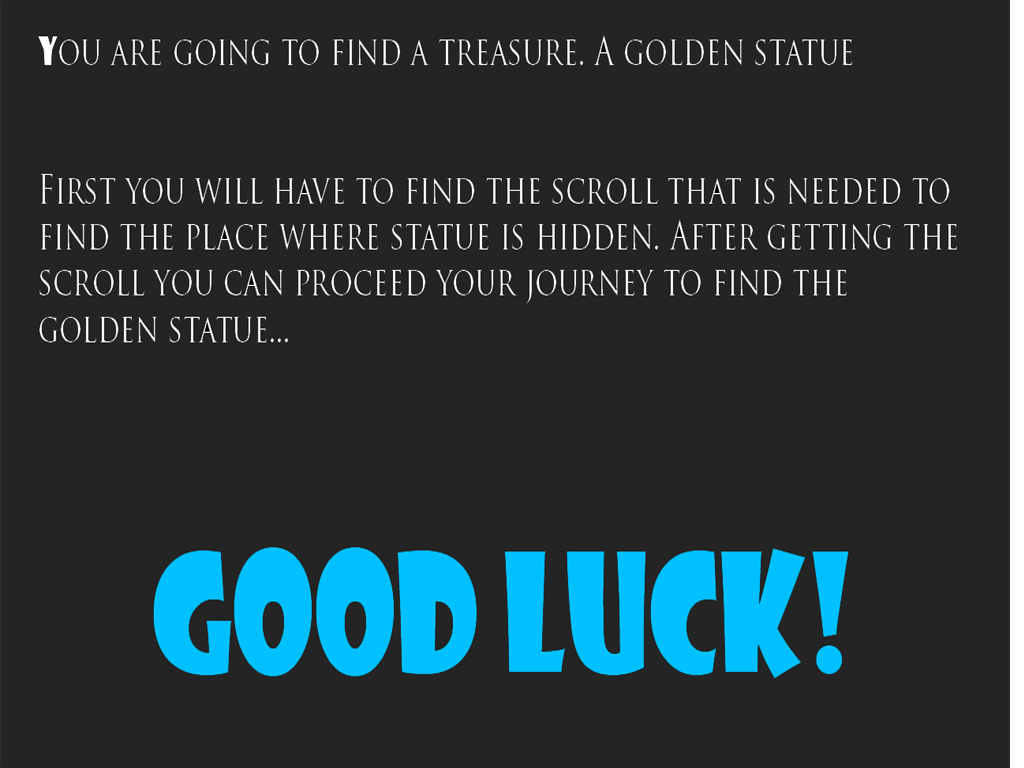 You are going to find a treasure. A golden statue
First you will have to find the scroll that is needed to
find the place where statue is hidden. After getting the
scroll you can proceed your journey to find the
golden statue...
GOOD LUCK!